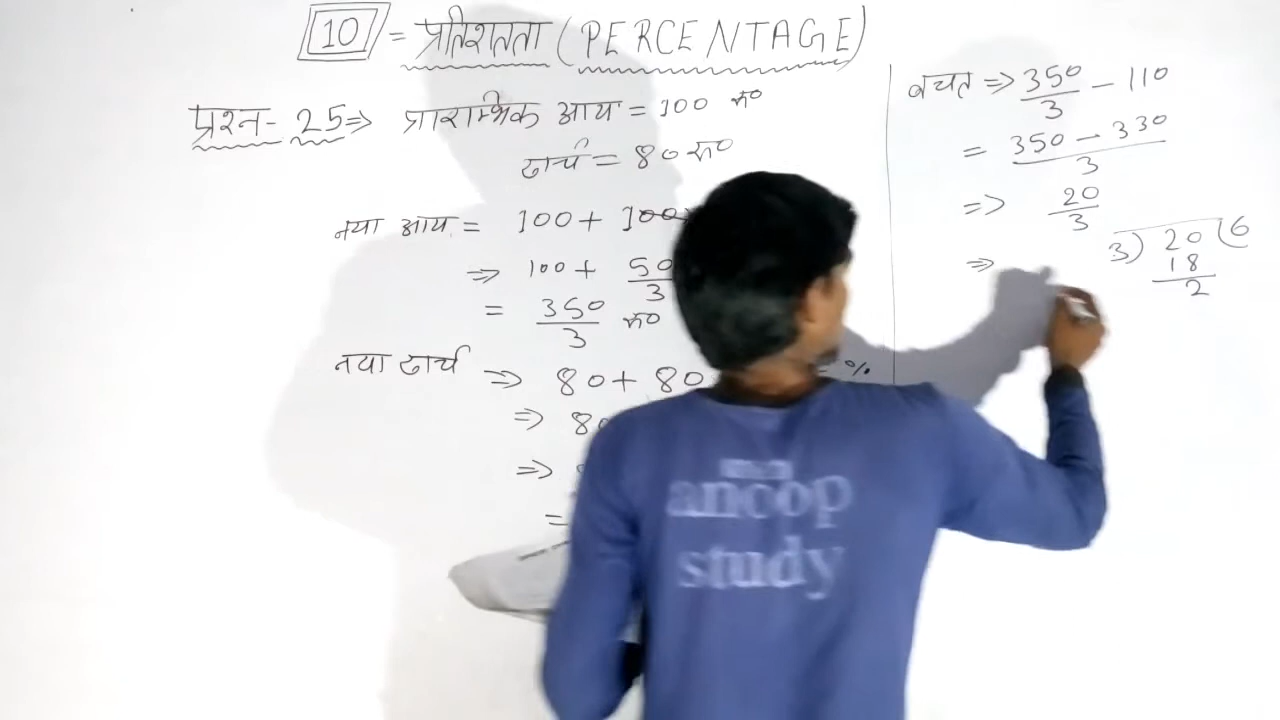 10 = प्रतिशतता (PERCENTAGE)
प्रश्न- 25 ⇒ प्रारम्भिक आय = 100 रू०
खर्च = 80 रू०
नया आय = 100 + 100
⇒ 100 + 50/3
= 350/3 रू०
नया खर्च ⇒ 80 + 80 %
⇒ 80
⇒
=
बचत ⇒ 350/3 - 110
= 350 - 330/3
⇒ 20/3
⇒
3) 20 (6
18
2
anoop
study